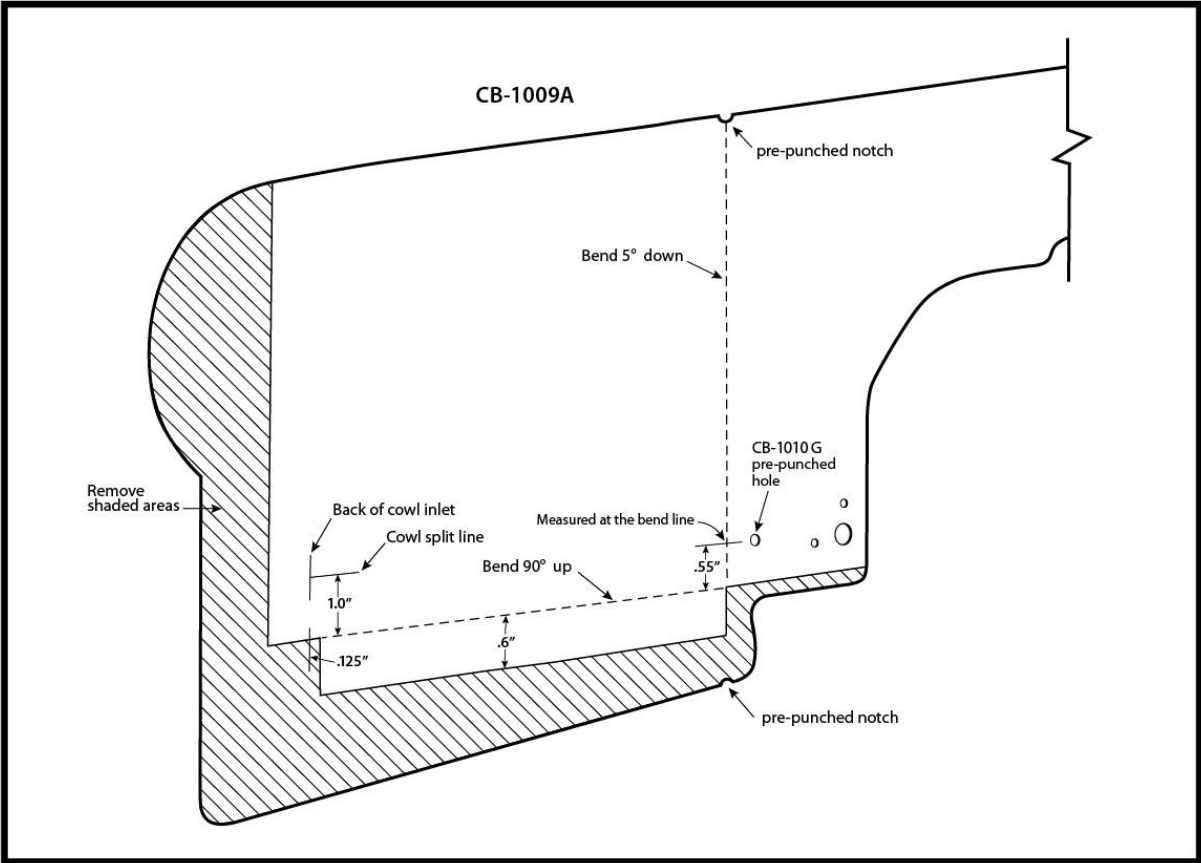 CB-1009A
pre-punched notch
Bend 5° down
CB-1010 G
pre-punched
hole
Remove
shaded areas
Back of cowl inlet
Cowl split line
Measured at the bend line
Bend 90° up
.55”
1.0”
.6”
.125”
pre-punched notch